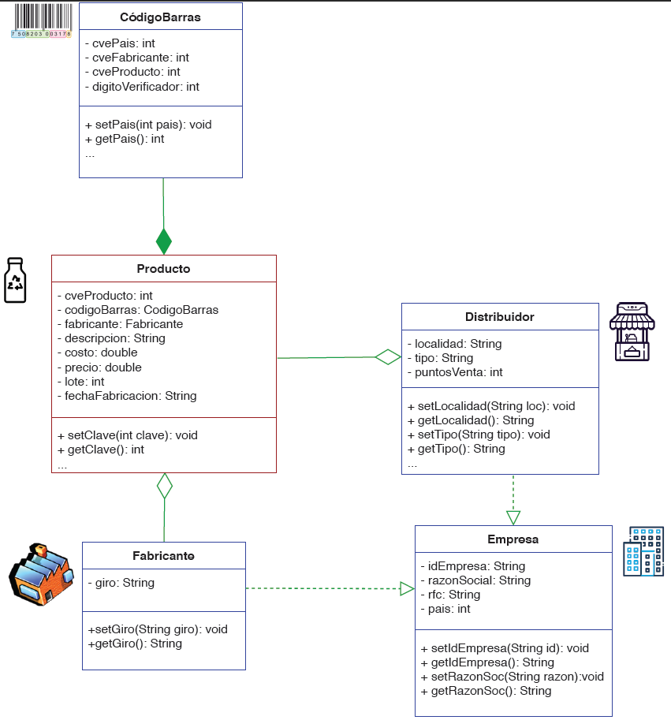 CódigoBarras
- cvePais: int
- cveFabricante: int
- cveProducto: int
- digitoVerificador: int
+ setPais(int pais): void
+ getPais(): int
...
Producto
- cveProducto: int
- codigoBarras: CodigoBarras
- fabricante: Fabricante
- descripcion: String
- costo: double
- precio: double
- lote: int
- fechaFabricacion: String
+ setClave(int clave): void
+ getClave(): int
...
Distribuidor
- localidad: String
- tipo: String
- puntosVenta: int
+ setLocalidad(String loc): void
+ getLocalidad(): String
+ setTipo(String tipo): void
+ getTipo(): String
...
Fabricante
- giro: String
+setGiro(String giro): void
+getGiro(): String
Empresa
- idEmpresa: String
- razonSocial: String
- rfc: String
- pais: int
+ setIdEmpresa(String id): void
+ getIdEmpresa(): String
+ setRazonSoc(String razon):void
+ getRazonSoc(): String